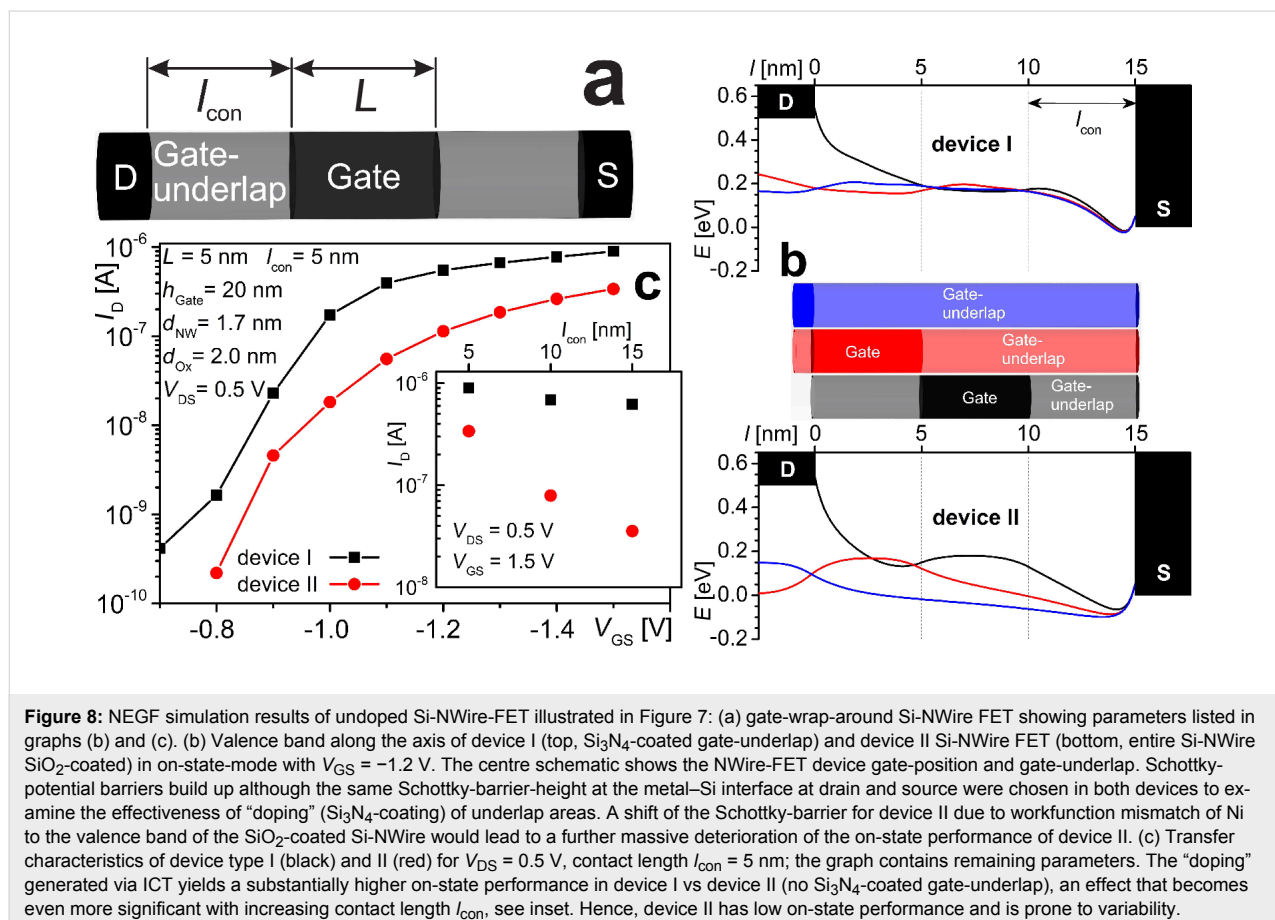 l_con
L
a
D
Gate-
underlap
Gate
S
I_D [A]
10^-6
10^-7
10^-8
10^-9
10^-10
L = 5 nm l_con = 5 nm
h_Gate = 20 nm
d_NW = 1.7 nm
d_Ox = 2.0 nm
V_DS = 0.5 V
c
l_con [nm]
5 10 15
I_D [A]
10^-6
10^-7
10^-8
V_DS = 0.5 V
V_GS = 1.5 V
device I
device II
-0.8 -1.0 -1.2 -1.4 V_GS [V]
l [nm] 0 5 10 15
0.6
0.4
0.2
0.0
-0.2
E [eV]
D
l_con
device I
S
b
Gate-
underlap
Gate
Gate-
underlap
Gate
Gate-
underlap
l [nm] 0 5 10 15
0.6
0.4
0.2
0.0
-0.2
E [eV]
D
device II
S
Figure 8: NEGF simulation results of undoped Si-NWire-FET illustrated in Figure 7: (a) gate-wrap-around Si-NWire FET showing parameters listed in
graphs (b) and (c). (b) Valence band along the axis of device I (top, Si3N4-coated gate-underlap) and device II Si-NWire FET (bottom, entire Si-NWire
SiO2-coated) in on-state-mode with V_GS = −1.2 V. The centre schematic shows the NWire-FET device gate-position and gate-underlap. Schottky-
potential barriers build up although the same Schottky-barrier-height at the metal–Si interface at drain and source were chosen in both devices to ex-
amine the effectiveness of “doping” (Si3N4-coating) of underlap areas. A shift of the Schottky-barrier for device II due to workfunction mismatch of Ni
to the valence band of the SiO2-coated Si-NWire would lead to a further massive deterioration of the on-state performance of device II. (c) Transfer
characteristics of device type I (black) and II (red) for V_DS = 0.5 V, contact length l_con = 5 nm; the graph contains remaining parameters. The “doping”
generated via ICT yields a substantially higher on-state performance in device I vs device II (no Si3N4-coated gate-underlap), an effect that becomes
even more significant with increasing contact length l_con, see inset. Hence, device II has low on-state performance and is prone to variability.